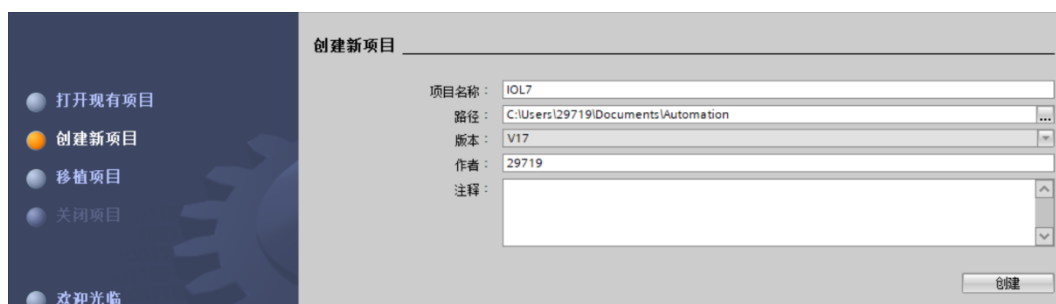 打开现有项目
创建新项目
移植项目
关闭项目
欢迎光临
创建新项目
项目名称： IOL7
路径： C:\Users\29719\Documents\Automation ...
版本： V17
作者： 29719
注释：
创建